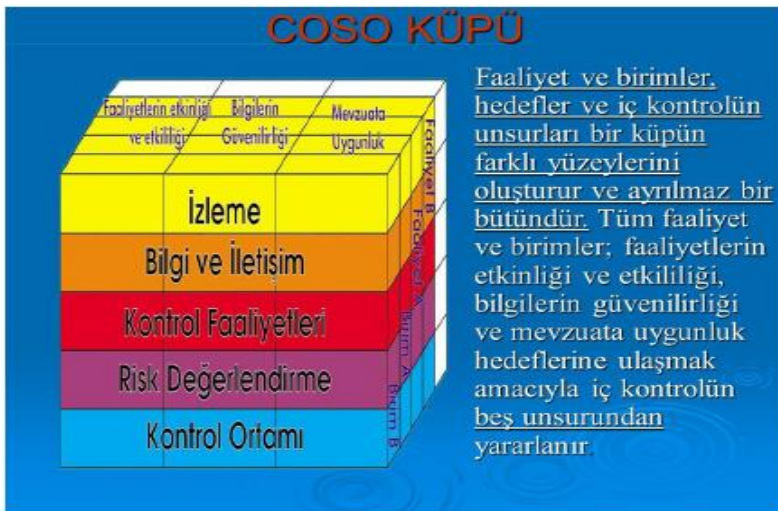 COSO KÜPÜ
Faaliyetlerin etkinliği
ve etkililiği
Bilgilerin
Güvenilirliği
Mevzuata
Uygunluk
İzleme
Bilgi ve İletişim
Kontrol Faaliyetleri
Risk Değerlendirme
Kontrol Ortamı
Faaliyet B
Faaliyet A
Birim A
Birim B
Faaliyet ve birimler,
hedefler ve iç kontrolün
unsurları bir küpün
farklı yüzeylerini
oluşturur ve ayrılmaz bir
bütündür. Tüm faaliyet
ve birimler; faaliyetlerin
etkinliği ve etkililiği,
bilgilerin güvenilirliği
ve mevzuata uygunluk
hedeflerine ulaşmak
amacıyla iç kontrolün
beş unsurundan
yararlanır.